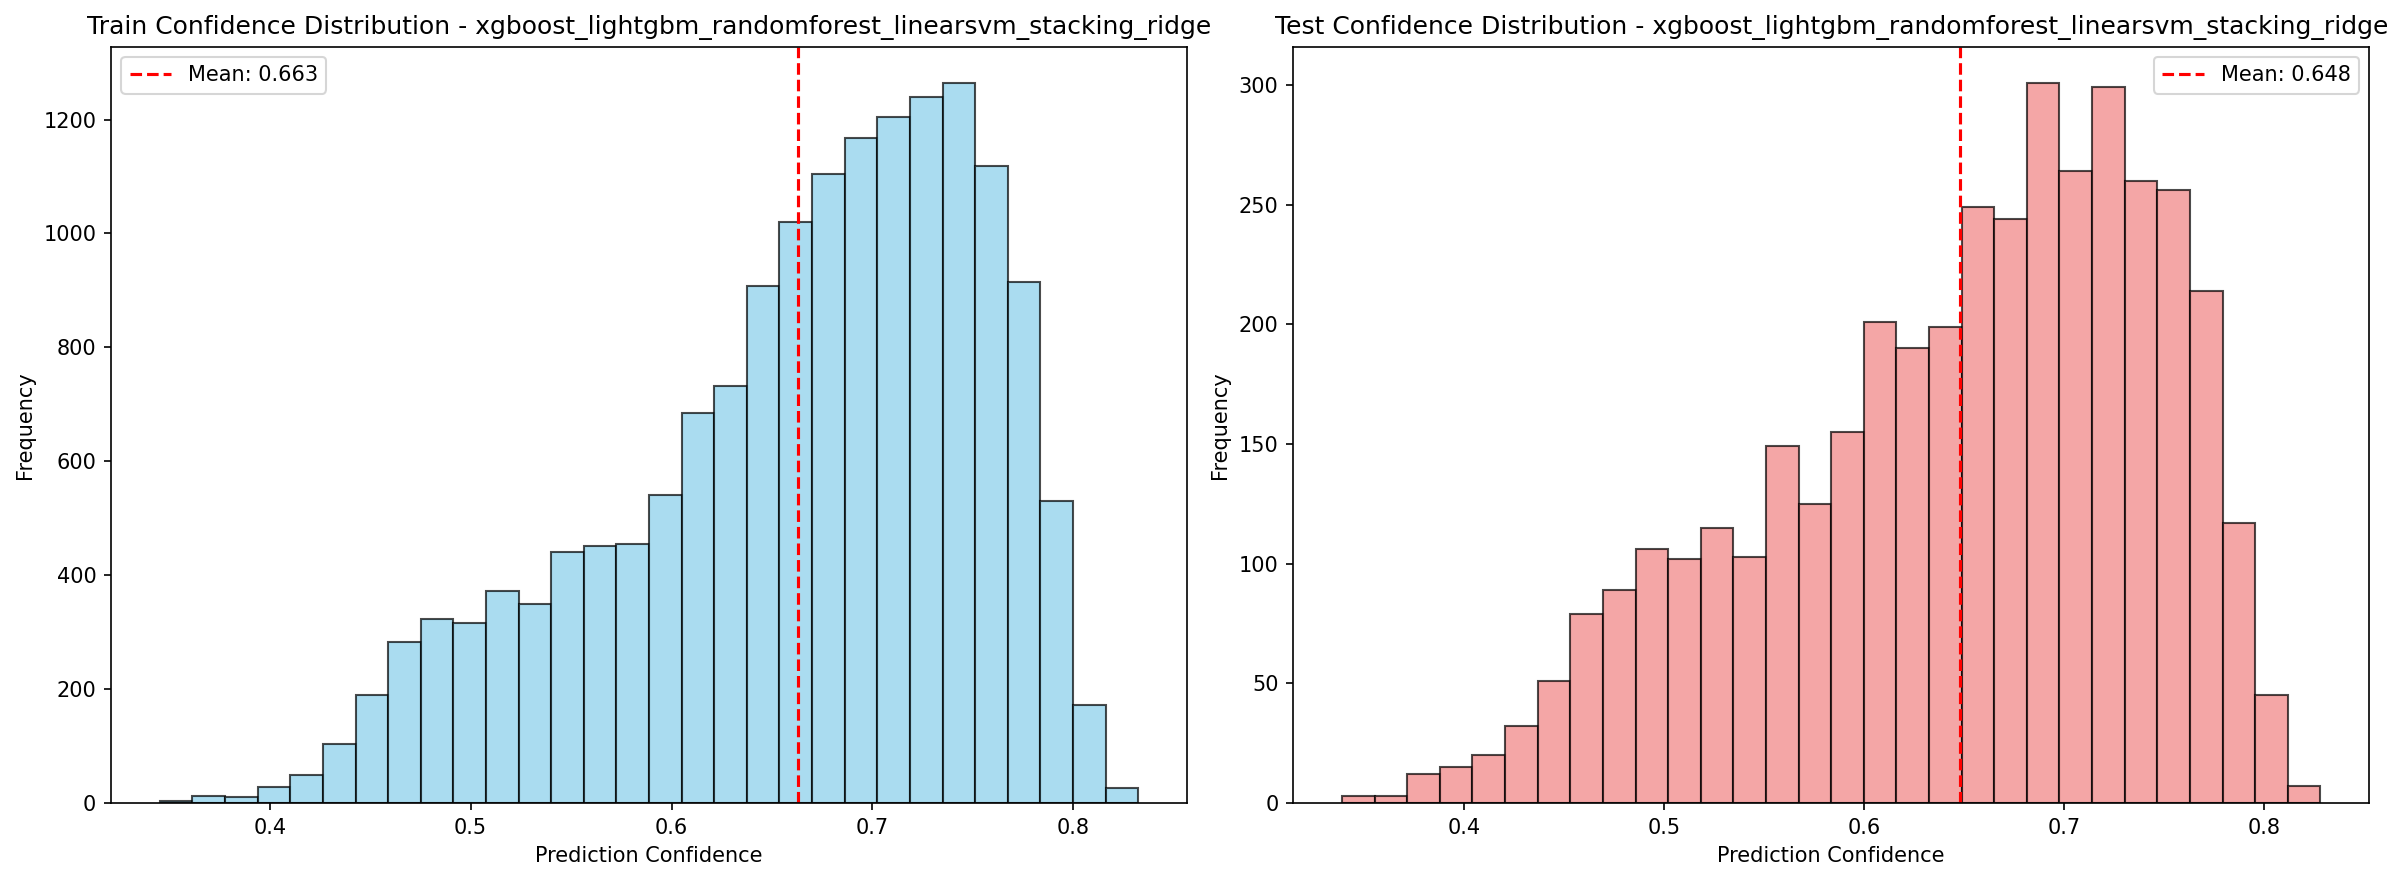 Train Confidence Distribution - xgboost_lightgbm_randomforest_linearsvm_stacking_ridge
Mean: 0.663
1200
1000
800
600
400
200
0
Frequency
0.4 0.5 0.6 0.7 0.8
Prediction Confidence
Test Confidence Distribution - xgboost_lightgbm_randomforest_linearsvm_stacking_ridge
Mean: 0.648
300
250
200
150
100
50
0
Frequency
0.4 0.5 0.6 0.7 0.8
Prediction Confidence